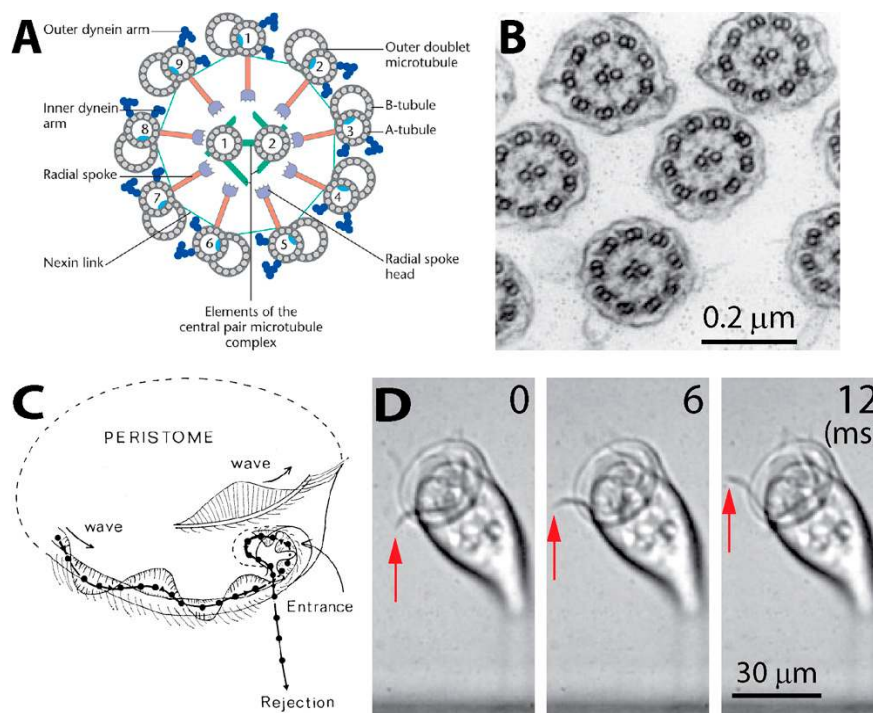 A
Outer dynein arm
Inner dynein
arm
Radial spoke
Nexin link
1
2
3
4
5
6
7
8
9
1
2
Outer doublet
microtubule
B-tubule
A-tubule
Radial spoke
head
Elements of the
central pair microtubule
complex
B
0.2 μm
C
PERISTOME
wave
wave
Entrance
Rejection
D
0
6
12
(ms
30 μm